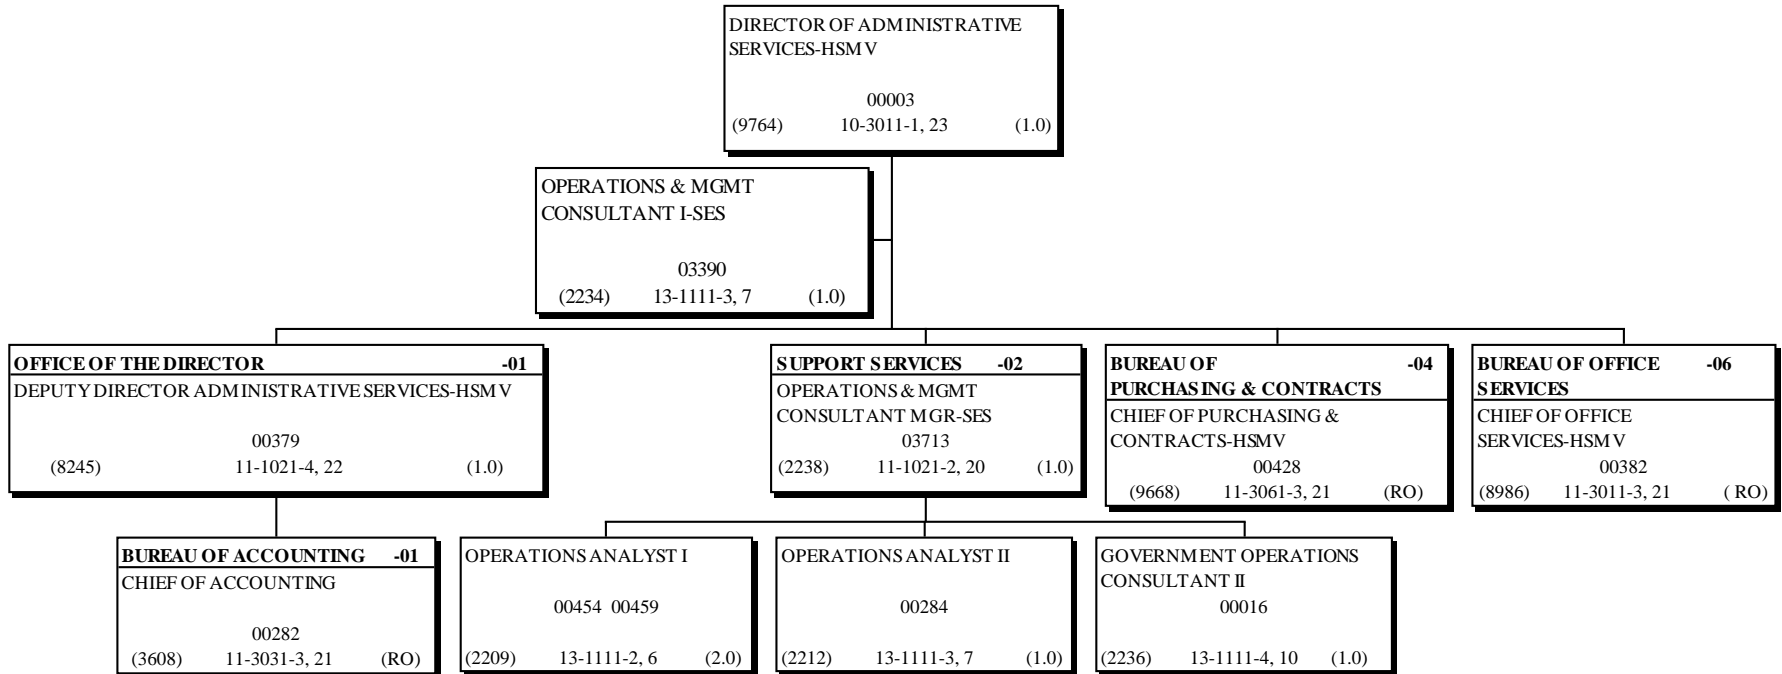 DIRECTOR OF ADMINISTRATIVE
SERVICES-HSMV
00003
(9764) 10-3011-1, 23 (1.0)
OPERATIONS & MGMT
CONSULTANT I-SES
03390
(2234) 13-1111-3, 7 (1.0)
OFFICE OF THE DIRECTOR -01
DEPUTY DIRECTOR ADMINISTRATIVE SERVICES-HSMV
00379
(8245) 11-1021-4, 22 (1.0)
SUPPORT SERVICES -02
OPERATIONS & MGMT
CONSULTANT MGR-SES
03713
(2238) 11-1021-2, 20 (1.0)
BUREAU OF -04
PURCHASING & CONTRACTS
CHIEF OF PURCHASING &
CONTRACTS-HSMV
00428
(9668) 11-3061-3, 21 (RO)
BUREAU OF OFFICE -06
SERVICES
CHIEF OF OFFICE
SERVICES-HSMV
00382
(8986) 11-3011-3, 21 ( RO)
BUREAU OF ACCOUNTING -01
CHIEF OF ACCOUNTING
00282
(3608) 11-3031-3, 21 (RO)
OPERATIONS ANALYST I
00454 00459
(2209) 13-1111-2, 6 (2.0)
OPERATIONS ANALYST II
00284
(2212) 13-1111-3, 7 (1.0)
GOVERNMENT OPERATIONS
CONSULTANT II
00016
(2236) 13-1111-4, 10 (1.0)